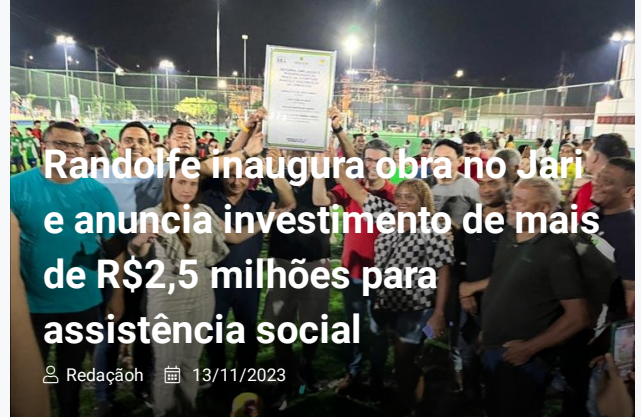 Randolfe inaugura obra no Jari
e anuncia investimento de mais
de R$2,5 milhões para
assistência social
Redaçãoh 13/11/2023